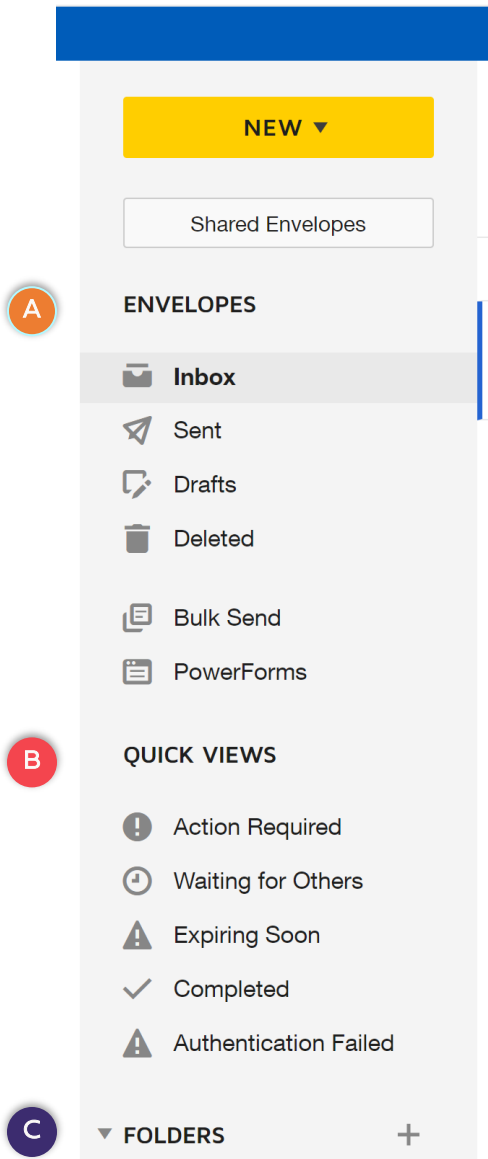 NEW
Shared Envelopes
A
ENVELOPES
Inbox
Sent
Drafts
Deleted
Bulk Send
PowerForms
B
QUICK VIEWS
Action Required
Waiting for Others
Expiring Soon
Completed
Authentication Failed
C
FOLDERS